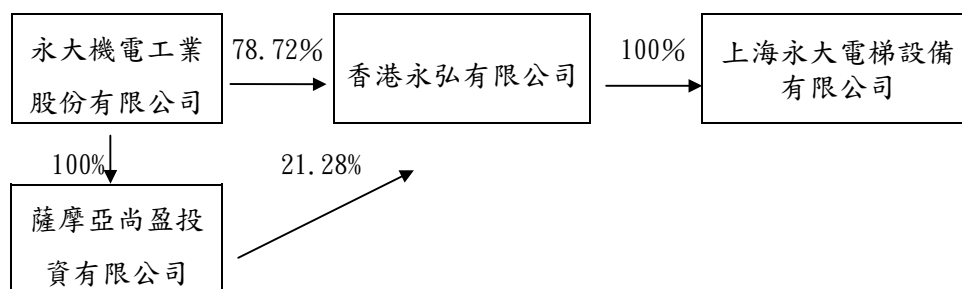 永大機電工業
股份有限公司
78.72%
香港永弘有限公司
100%
上海永大電梯設備
有限公司
100%
21.28%
薩摩亞尚盈投
資有限公司